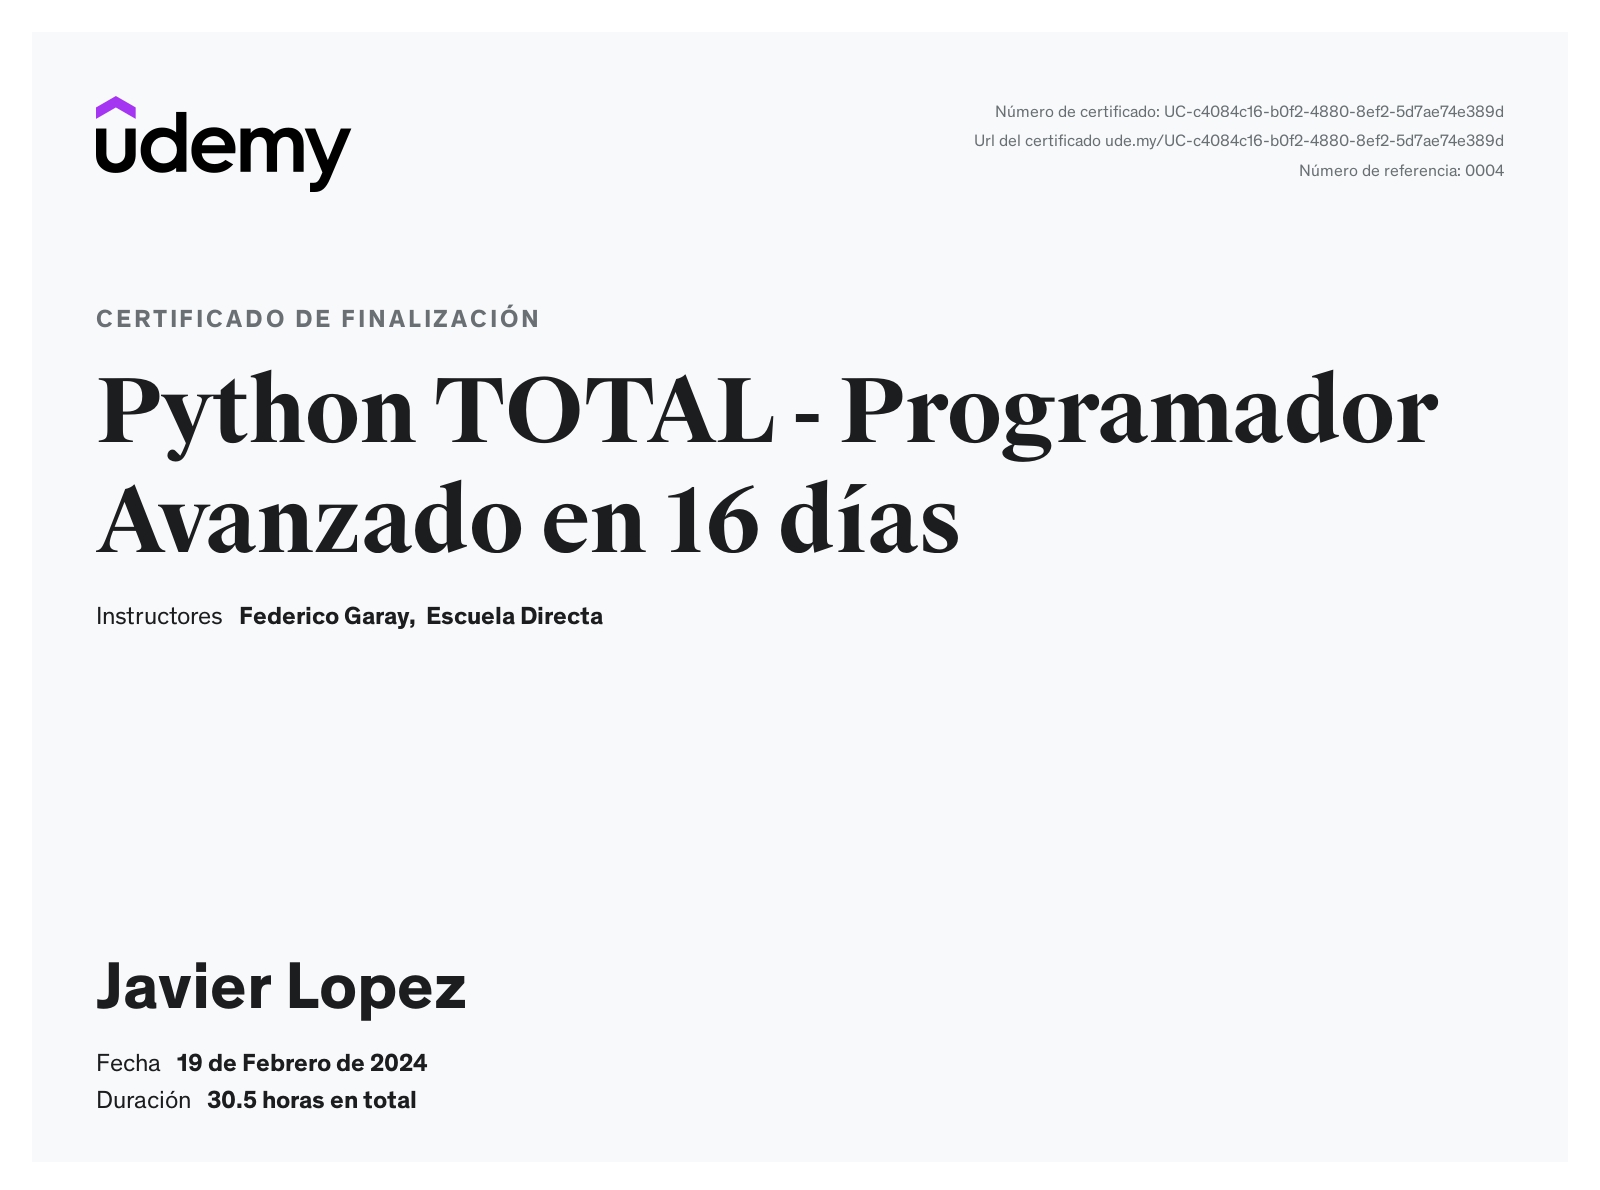 udemy
Número de certificado: UC-c4084c16-b0f2-4880-8ef2-5d7ae74e389d
Url del certificado ude.my/UC-c4084c16-b0f2-4880-8ef2-5d7ae74e389d
Número de referencia: 0004
CERTIFICADO DE FINALIZACIÓN
Python TOTAL - Programador
Avanzado en 16 días
Instructores Federico Garay, Escuela Directa
Javier Lopez
Fecha 19 de Febrero de 2024
Duración 30.5 horas en total